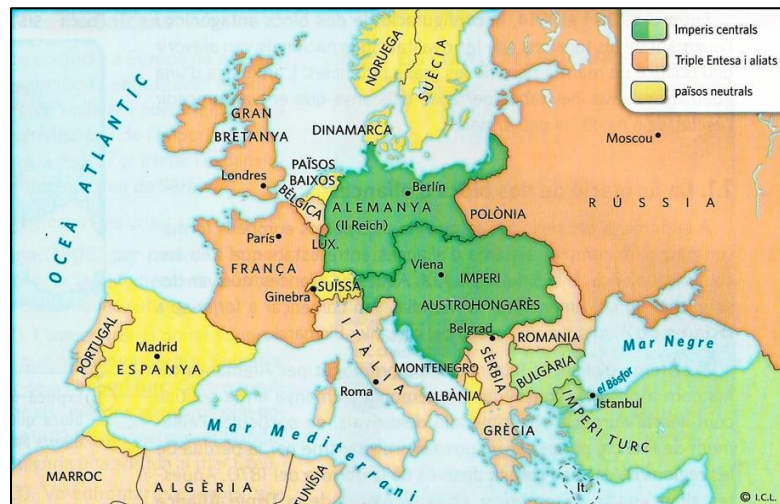 Imperis centrals
Triple Entesa i aliats
països neutrals
NORUEGA
SUÈCIA
OCEÀ ATLÀNTIC
GRAN
BRETANYA
DINAMARCA
Moscou
PAÏSOS
BAIXOS
Londres
BÈLGICA
Berlín
ALEMANYA
(II Reich)
POLÒNIA
RÚSSIA
París
LUX.
FRANÇA
Viena
IMPERI
AUSTROHONGARÈS
SUÏSSA
Ginebra
Belgrad
ROMANIA
Mar Negre
PORTUGAL
Madrid
ESPANYA
ITÀLIA
MONTENEGRO
SÈRBIA
BULGÀRIA
el Bòsfor
Roma
ALBÀNIA
Istanbul
IMPERI TURC
Mar Mediterrani
GRÈCIA
MARROC
ALGÈRIA
TUNÍSIA
It.
© I.C.L.